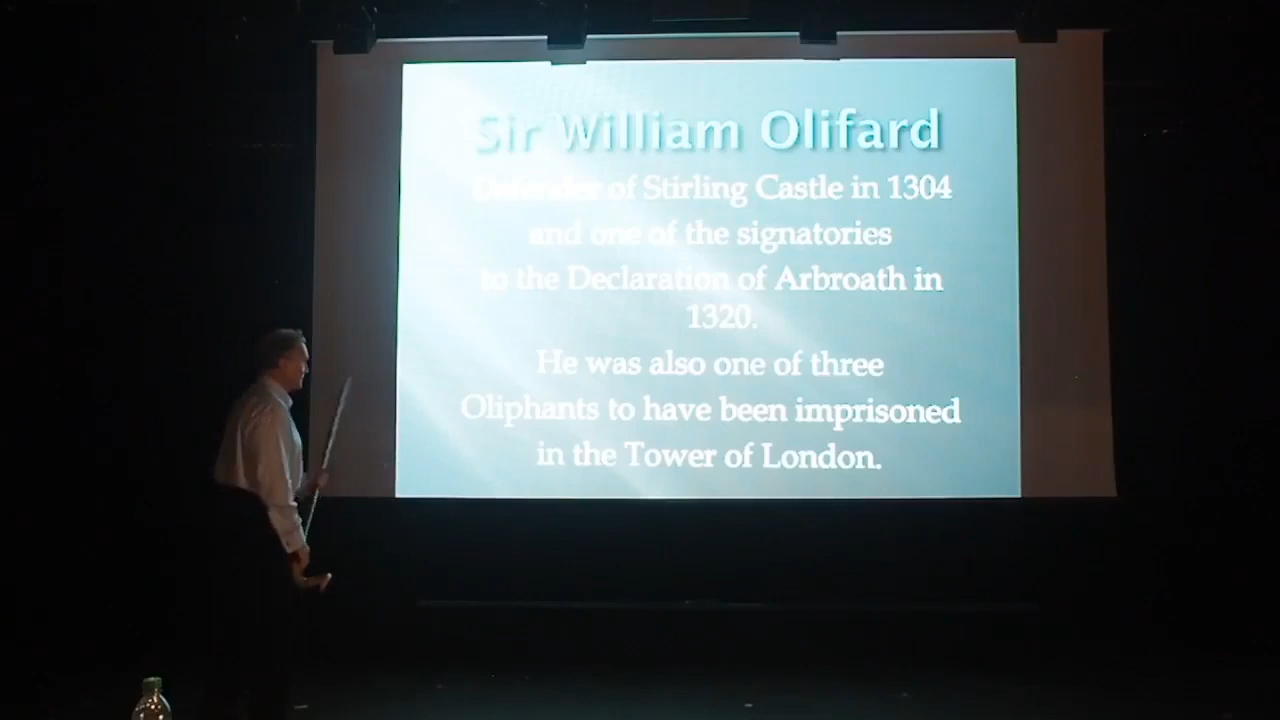 Sir William Olifard
Defender of Stirling Castle in 1304
and one of the signatories
to the Declaration of Arbroath in
1320.
He was also one of three
Oliphants to have been imprisoned
in the Tower of London.